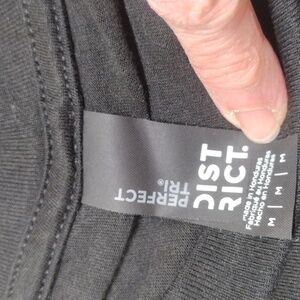 PERFECT
TRI®
DIST
RICT.
Made in Honduras
Fabriqué au Honduras
Hecho en Honduras
M | M | M